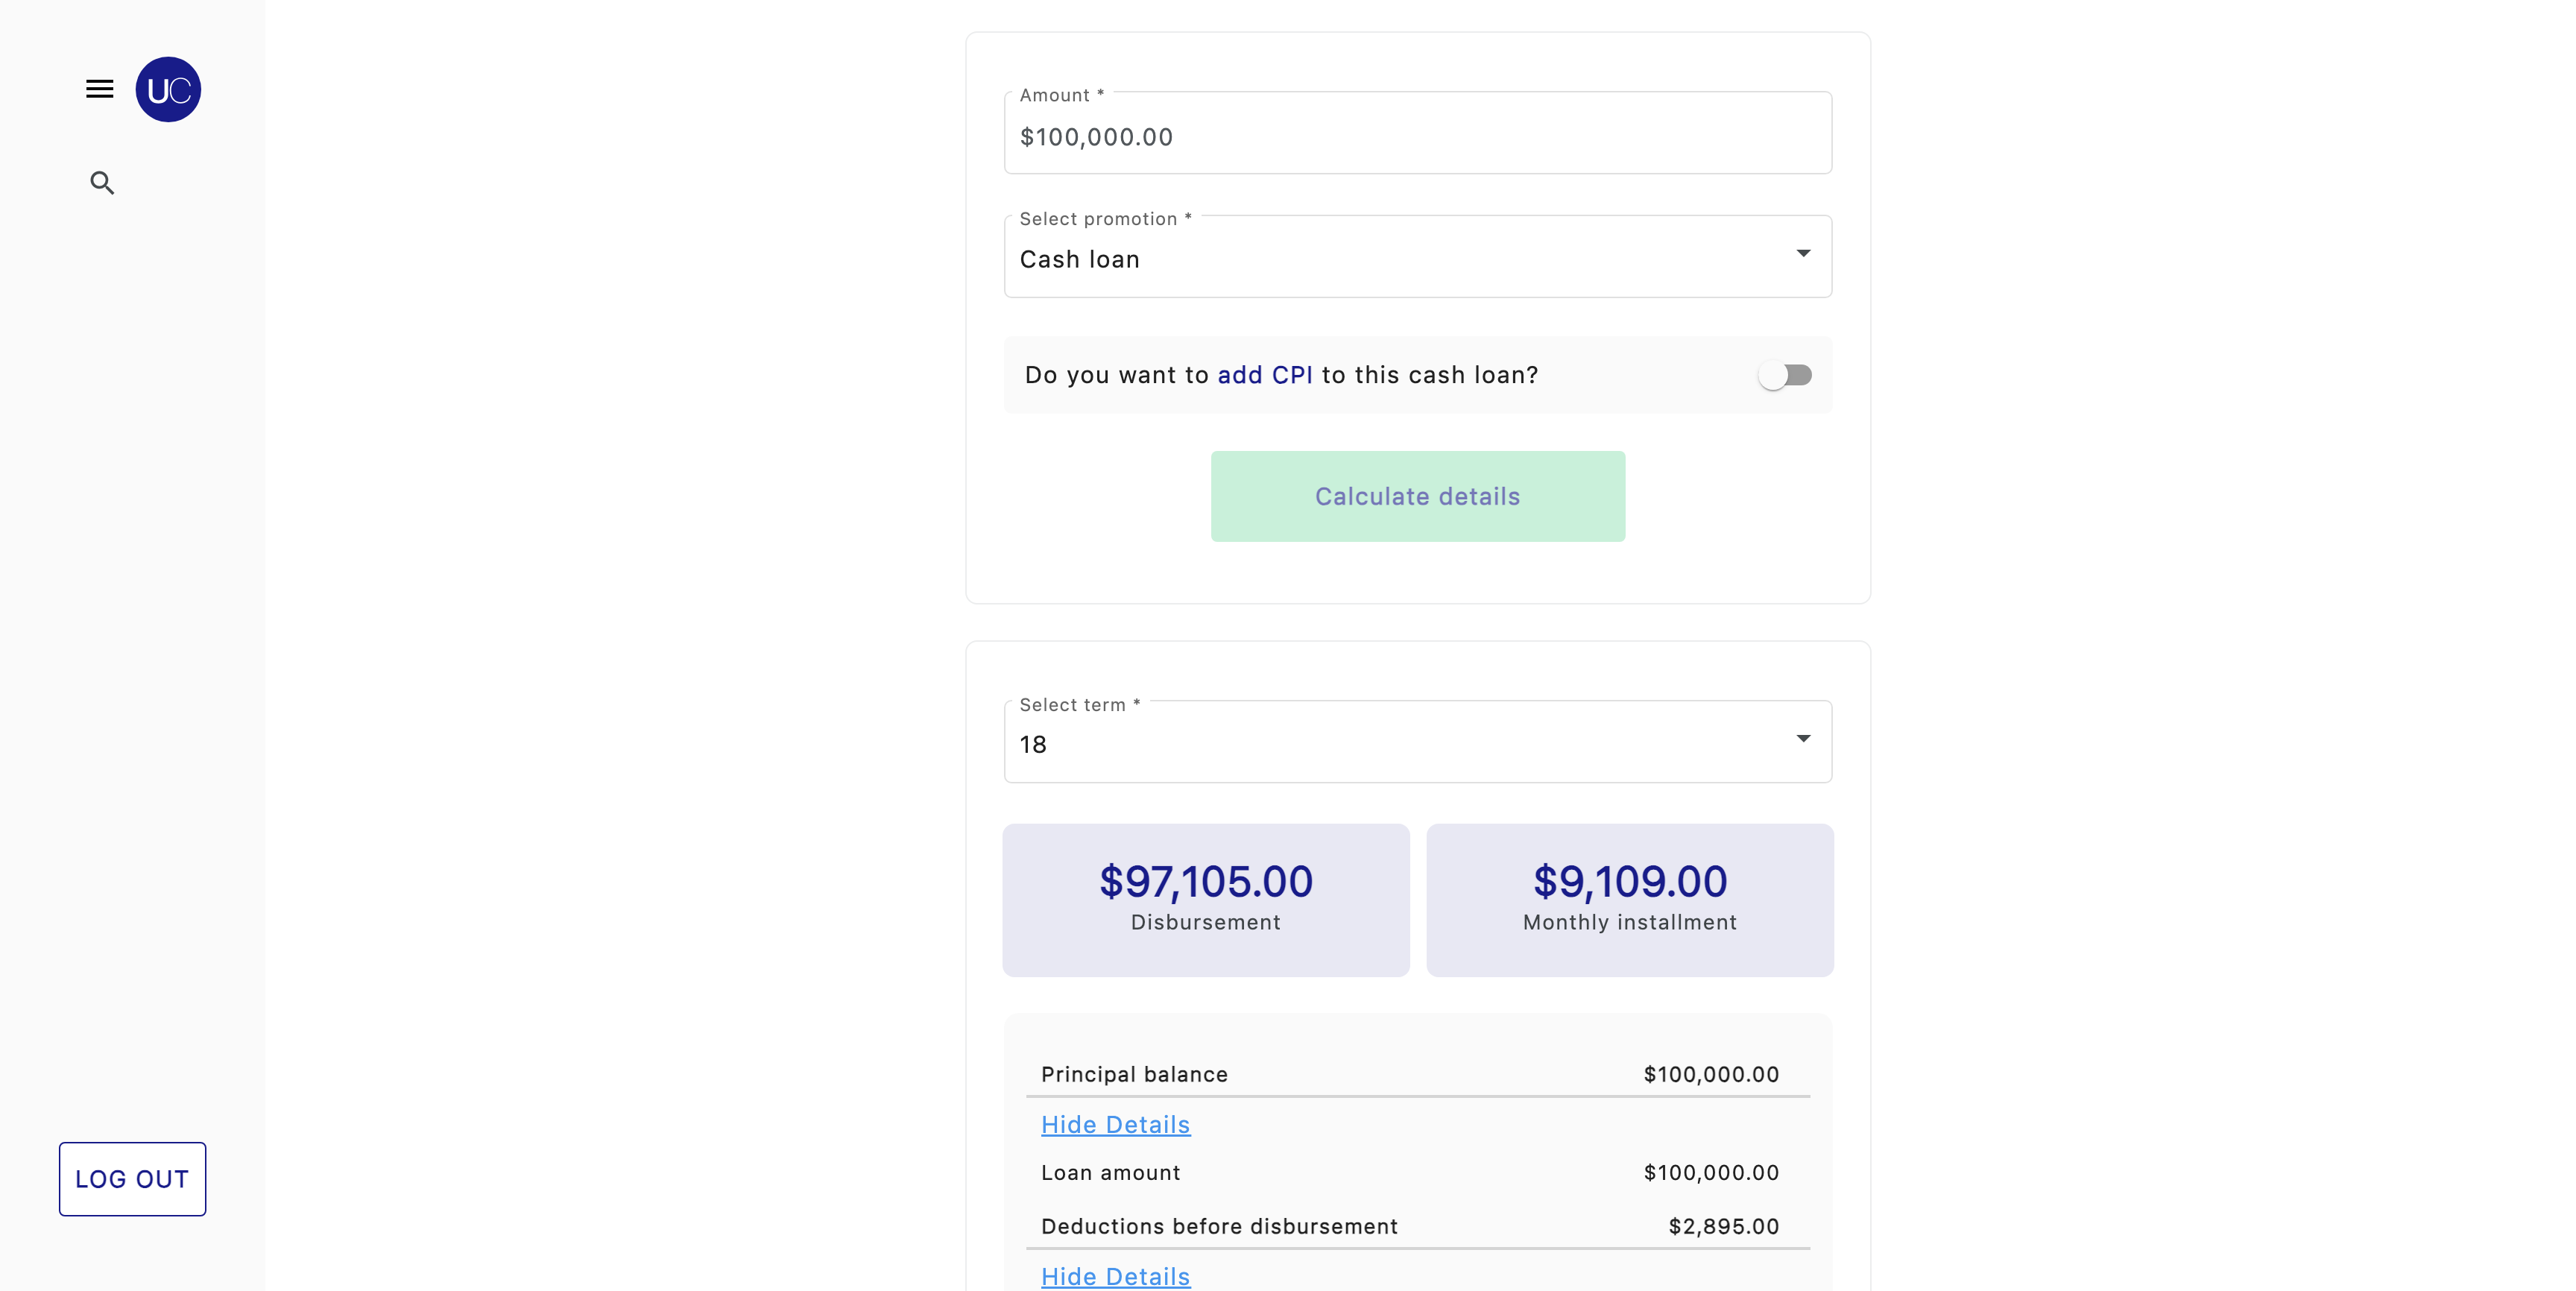 UC
Amount *
$100,000.00
Select promotion *
Cash loan
Do you want to add CPI to this cash loan?
Calculate details
Select term *
18
$97,105.00
Disbursement
$9,109.00
Monthly installment
Principal balance $100,000.00
Hide Details
Loan amount $100,000.00
Deductions before disbursement $2,895.00
Hide Details
LOG OUT